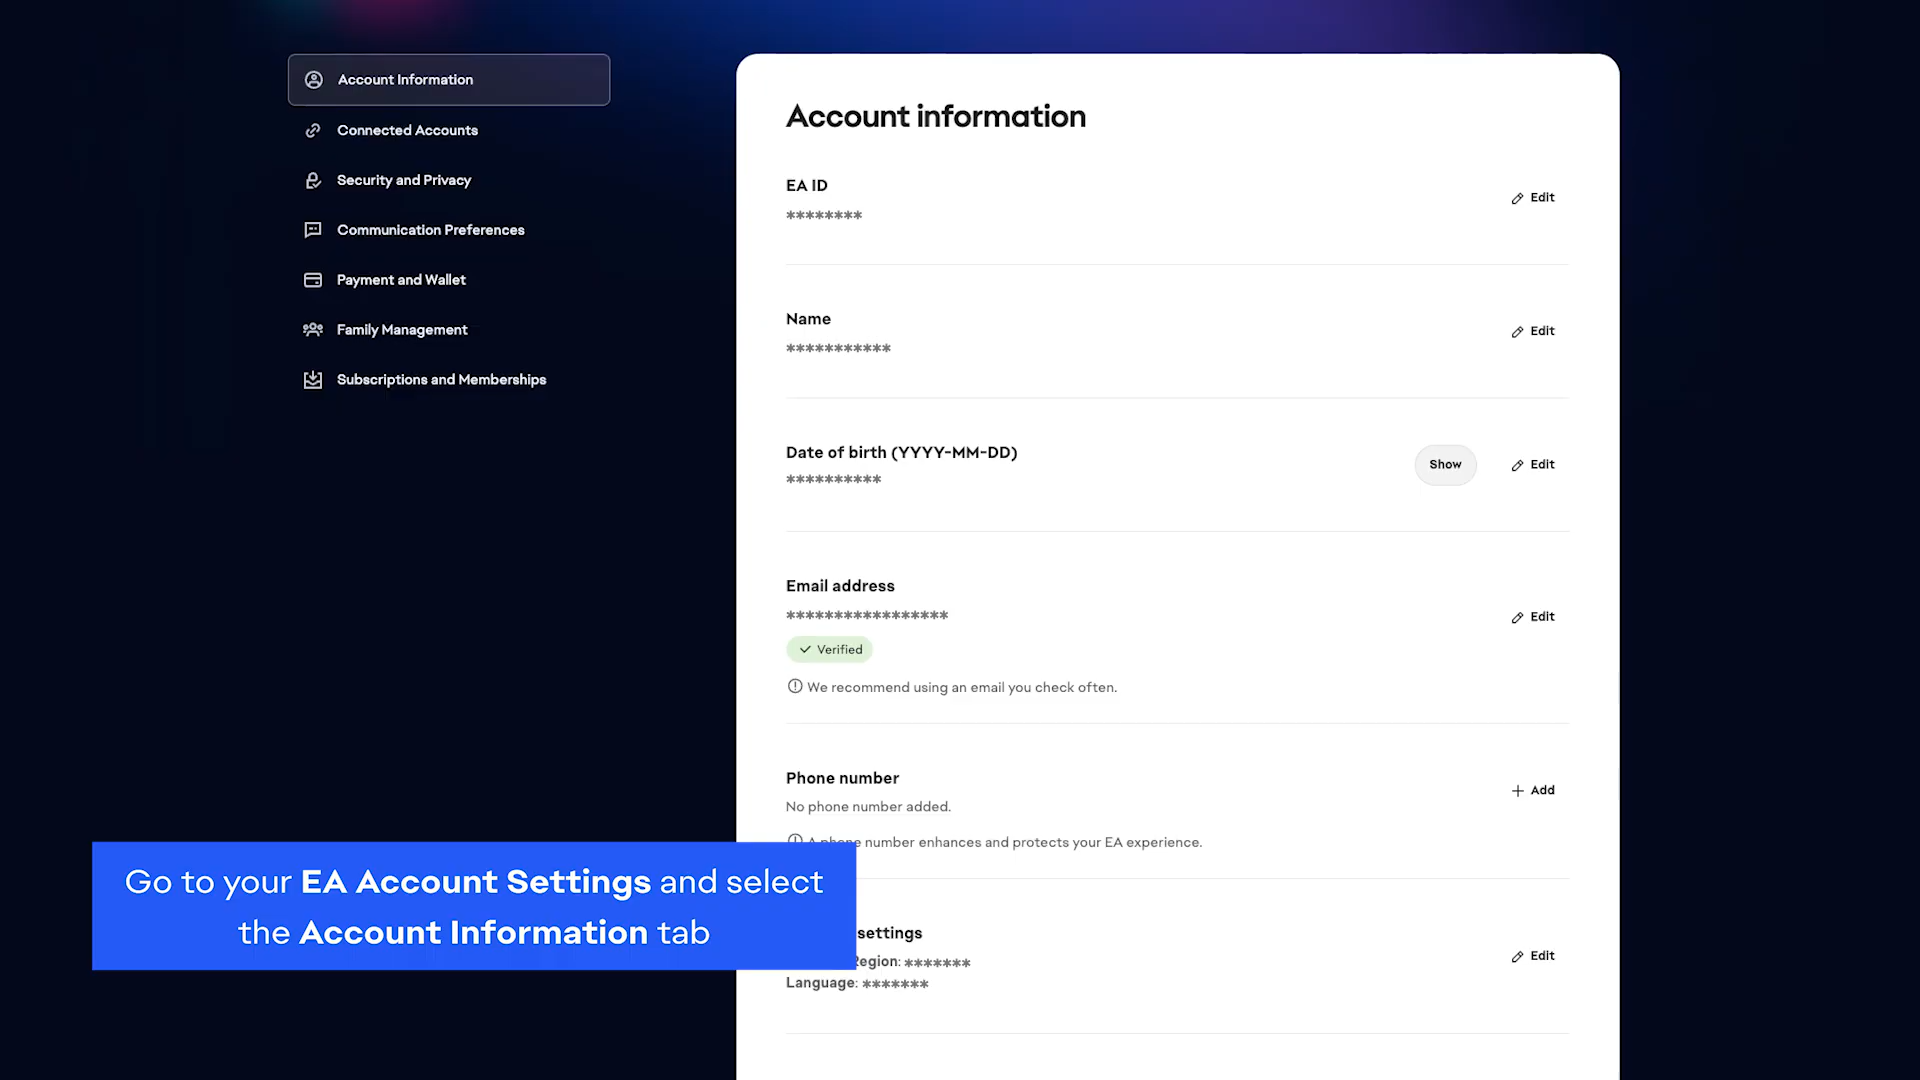 Account Information
Connected Accounts
Security and Privacy
Communication Preferences
Payment and Wallet
Family Management
Subscriptions and Memberships
Account information
EA ID
********
Edit
Name
***********
Edit
Date of birth (YYYY-MM-DD)
**********
Show
Edit
Email address
*****************
Verified
We recommend using an email you check often.
Edit
Phone number
No phone number added.
Add
A phone number enhances and protects your EA experience.
settings
Region: *******
Language: *******
Edit
Go to your EA Account Settings and select
the Account Information tab